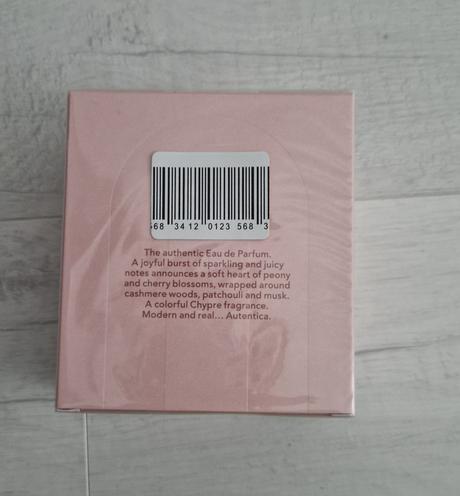 68 3412 0123 568 3
The authentic Eau de Parfum.
A joyful burst of sparkling and juicy
notes announces a soft heart of peony
and cherry blossoms, wrapped around
cashmere woods, patchouli and musk.
A colorful Chypre fragrance.
Modern and real... Autentica.